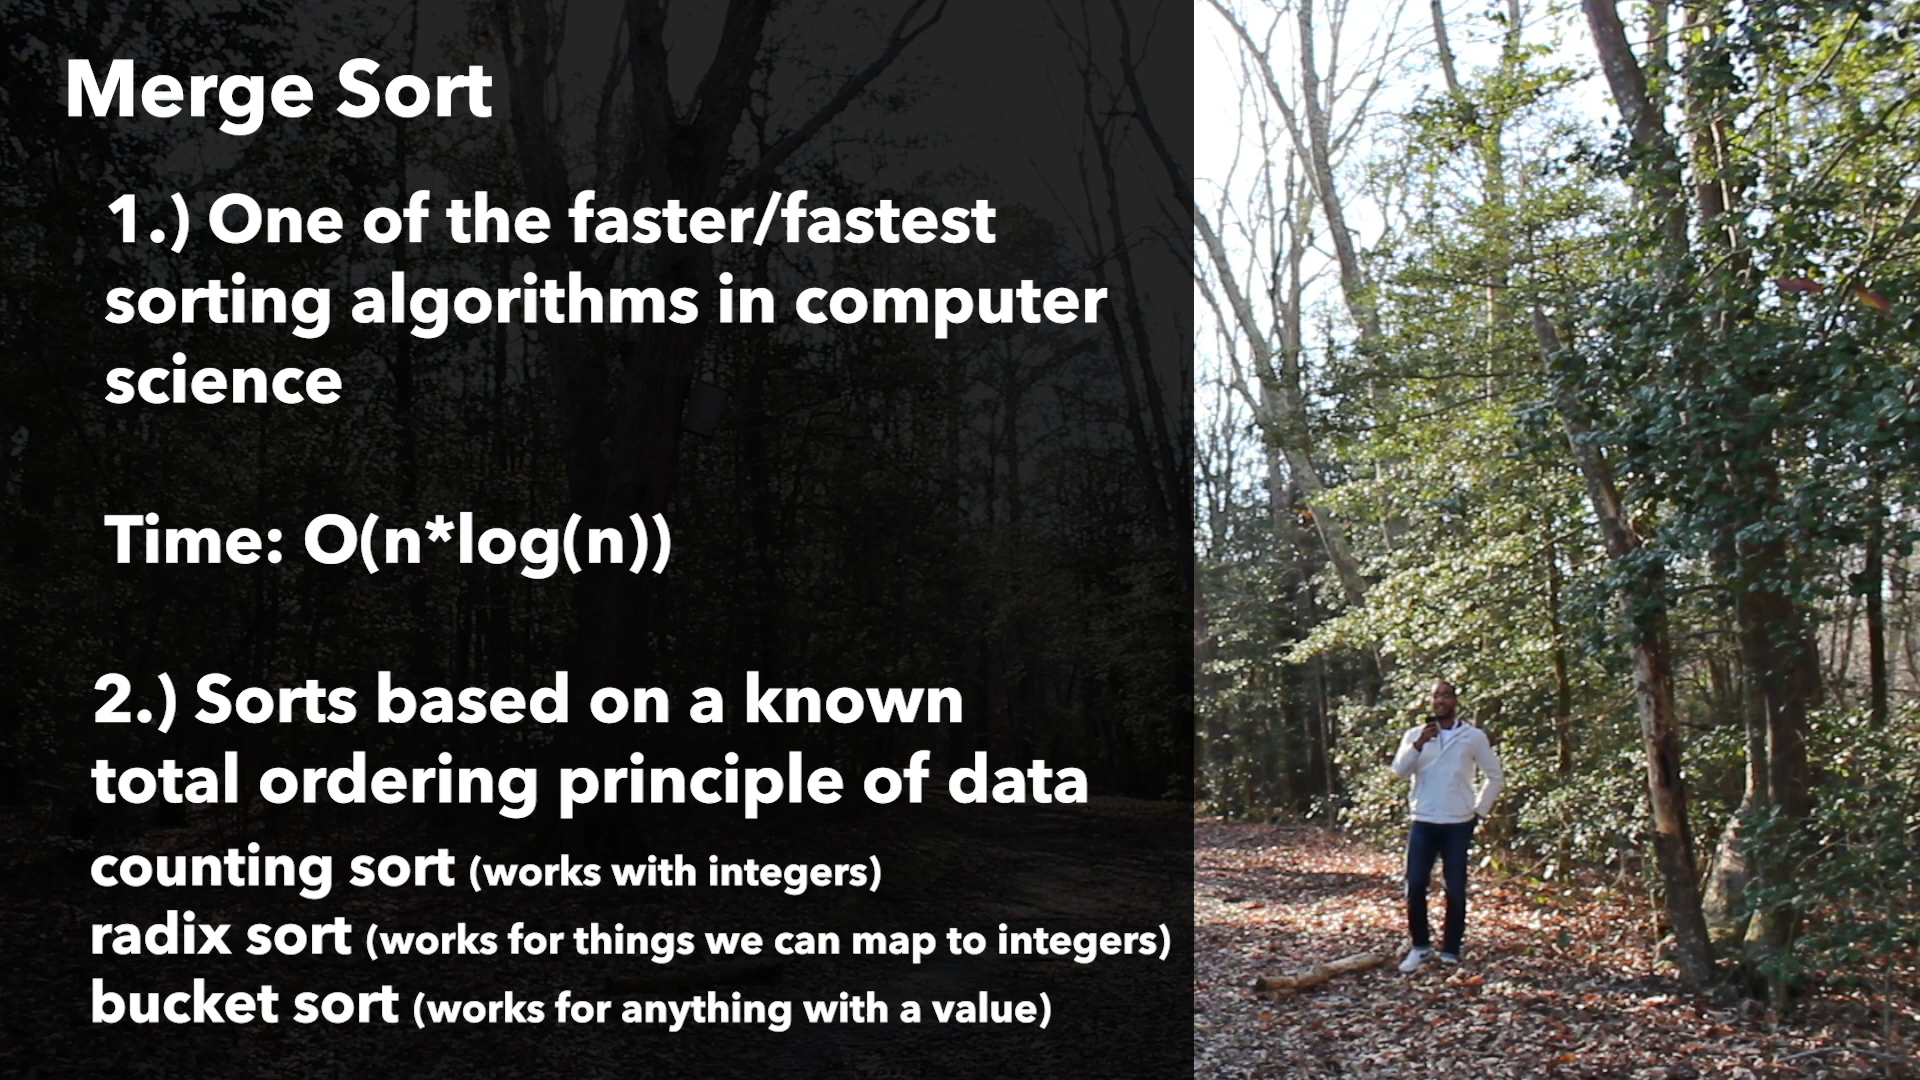 Merge Sort
1.) One of the faster/fastest
sorting algorithms in computer
science
Time: O(n*log(n))
2.) Sorts based on a known
total ordering principle of data
counting sort (works with integers)
radix sort (works for things we can map to integers)
bucket sort (works for anything with a value)